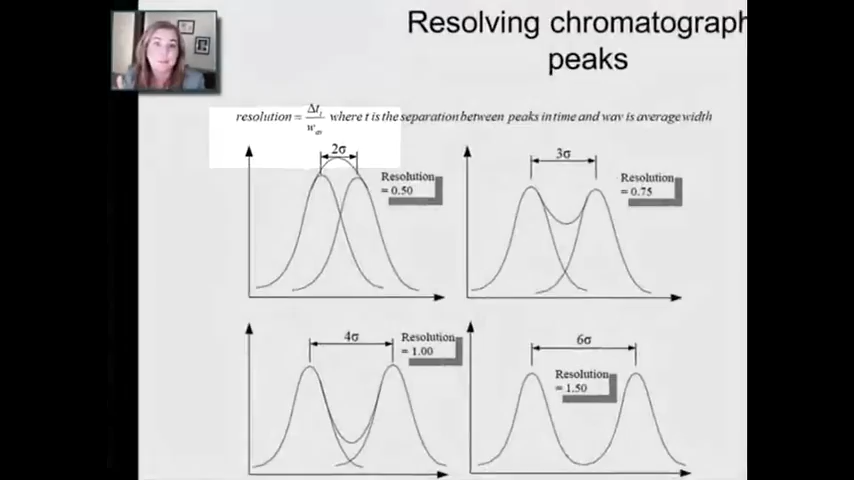 Resolving chromatograph
peaks
resolution = Δt / w where t is the separation between peaks in time and wav is average width
2σ
Resolution
= 0.50
3σ
Resolution
= 0.75
4σ
Resolution
= 1.00
6σ
Resolution
= 1.50